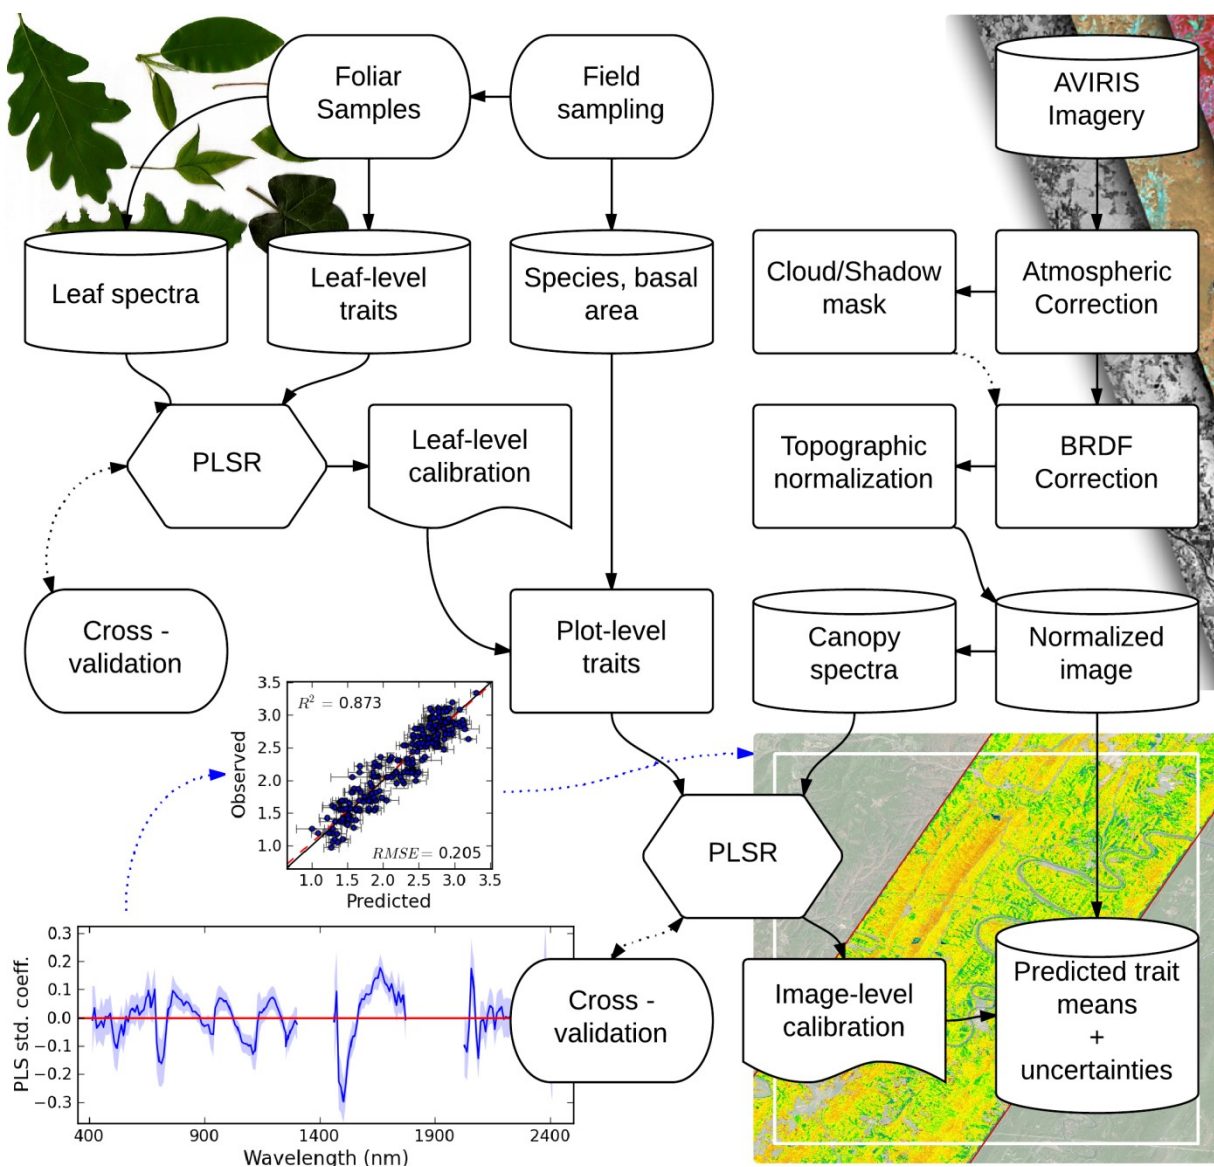 Foliar
Samples
Field
sampling
AVIRIS
Imagery
Leaf spectra
Leaf-level
traits
Species, basal
area
Cloud/Shadow
mask
Atmospheric
Correction
PLSR
Leaf-level
calibration
Topographic
normalization
BRDF
Correction
Cross -
validation
Plot-level
traits
Canopy
spectra
Normalized
image
R² = 0.873
3.5
3.0
2.5
2.0
1.5
1.0
Observed
RMSE = 0.205
1.0 1.5 2.0 2.5 3.0 3.5
Predicted
PLSR
0.3
0.2
0.1
0.0
−0.1
−0.2
−0.3
PLS std. coeff.
400 900 1400 1900 2400
Wavelength (nm)
Cross -
validation
Image-level
calibration
Predicted trait
means
+
uncertainties